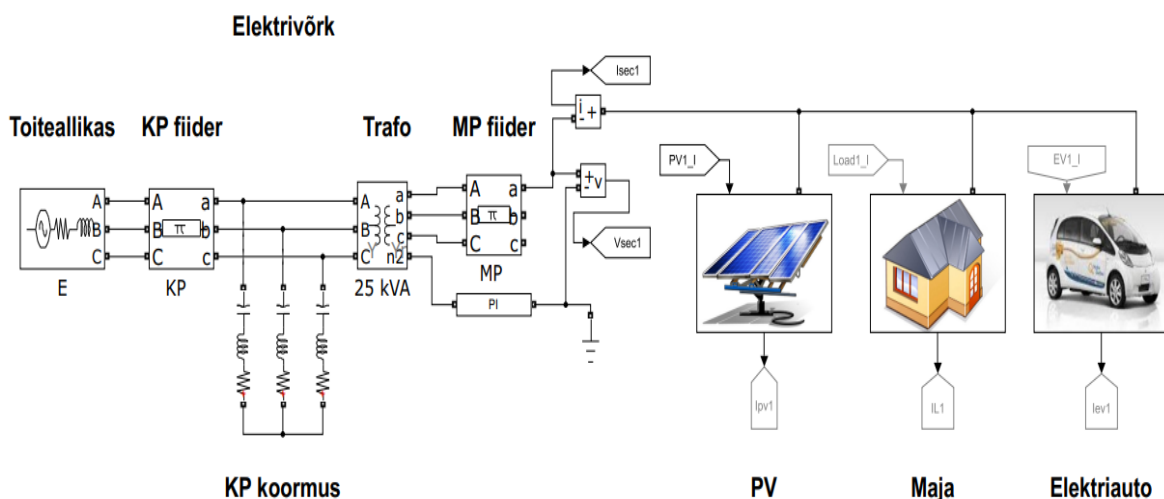 Elektrivõrk
Toiteallikas
KP fiider
Trafo
MP fiider
Isec1
i
+
-
PV1_I
Load1_I
EV1_I
A
B
C
E
A
B
C
π
a
b
c
KP
A
B
C
a
b
c
n2
25 kVA
A
B
C
π
a
b
c
MP
+
-
v
Vsec1
PI
Ipv1
IL1
Iev1
KP koormus
PV
Maja
Elektriauto